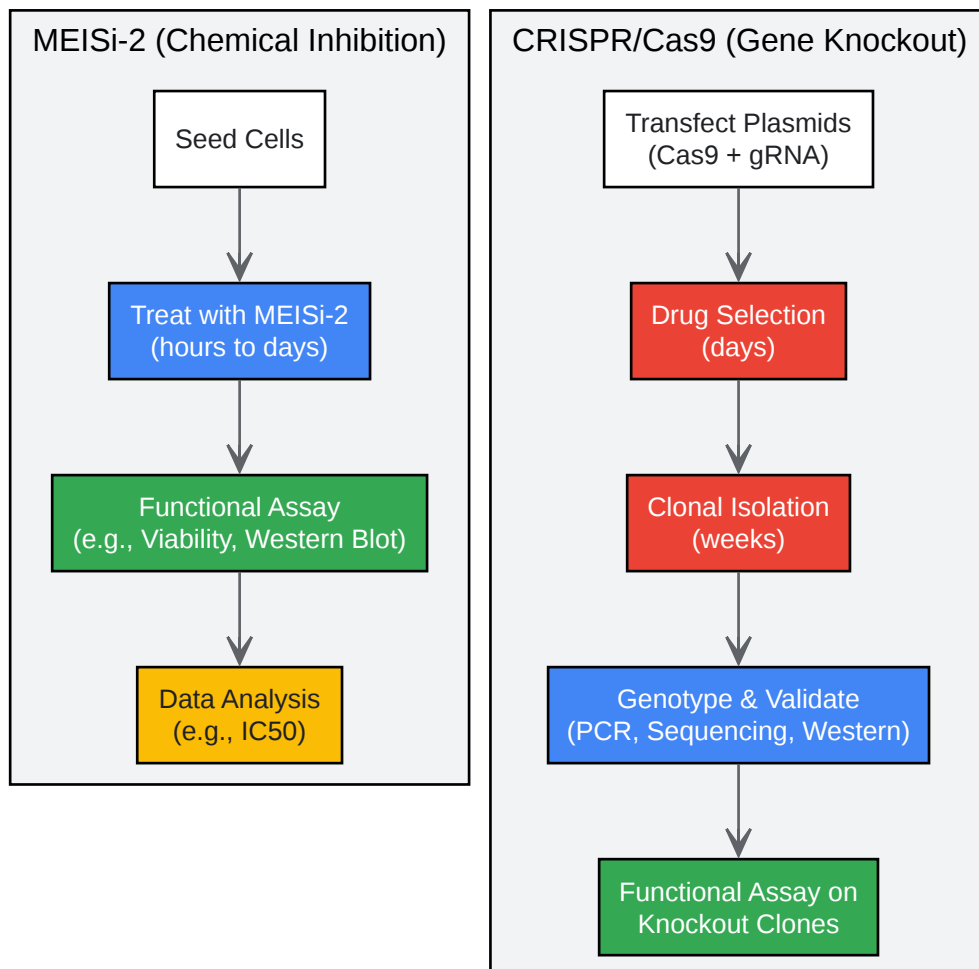 MEISi-2 (Chemical Inhibition)
Seed Cells
Treat with MEISi-2
(hours to days)
Functional Assay
(e.g., Viability, Western Blot)
Data Analysis
(e.g., IC50)
CRISPR/Cas9 (Gene Knockout)
Transfect Plasmids
(Cas9 + gRNA)
Drug Selection
(days)
Clonal Isolation
(weeks)
Genotype & Validate
(PCR, Sequencing, Western)
Functional Assay on
Knockout Clones